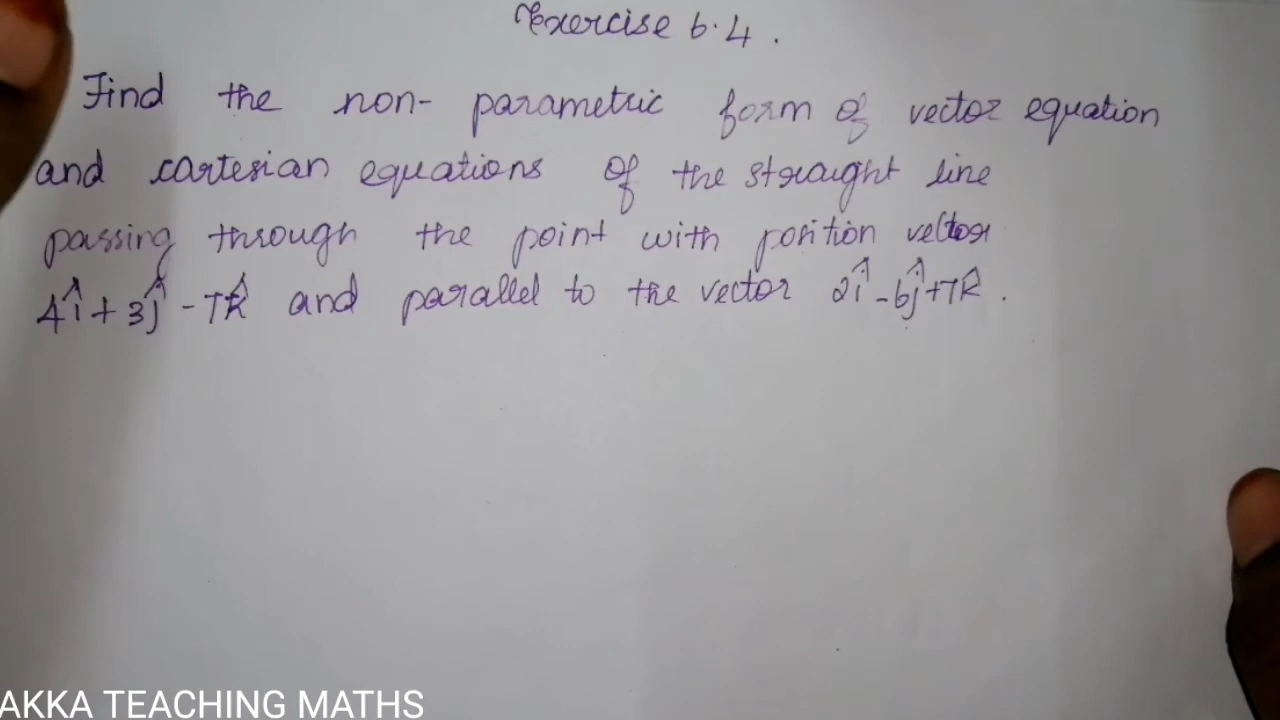 Exercise 6.4.
Find the non-parametric form of vector equation
and cartesian equations of the straight line
passing through the point with position vector
4î + 3ĵ - 7k̂ and parallel to the vector 2î - 6ĵ + 7k̂.
AKKA TEACHING MATHS